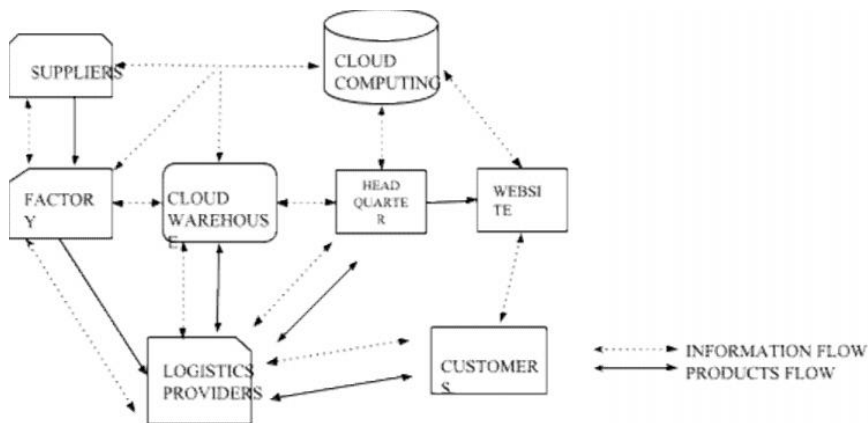 SUPPLIERS
CLOUD
COMPUTING
FACTOR
Y
CLOUD
WAREHOUS
E
HEAD
QUARTE
R
WEBSI
TE
LOGISTICS
PROVIDERS
CUSTOMER
S
INFORMATION FLOW
PRODUCTS FLOW